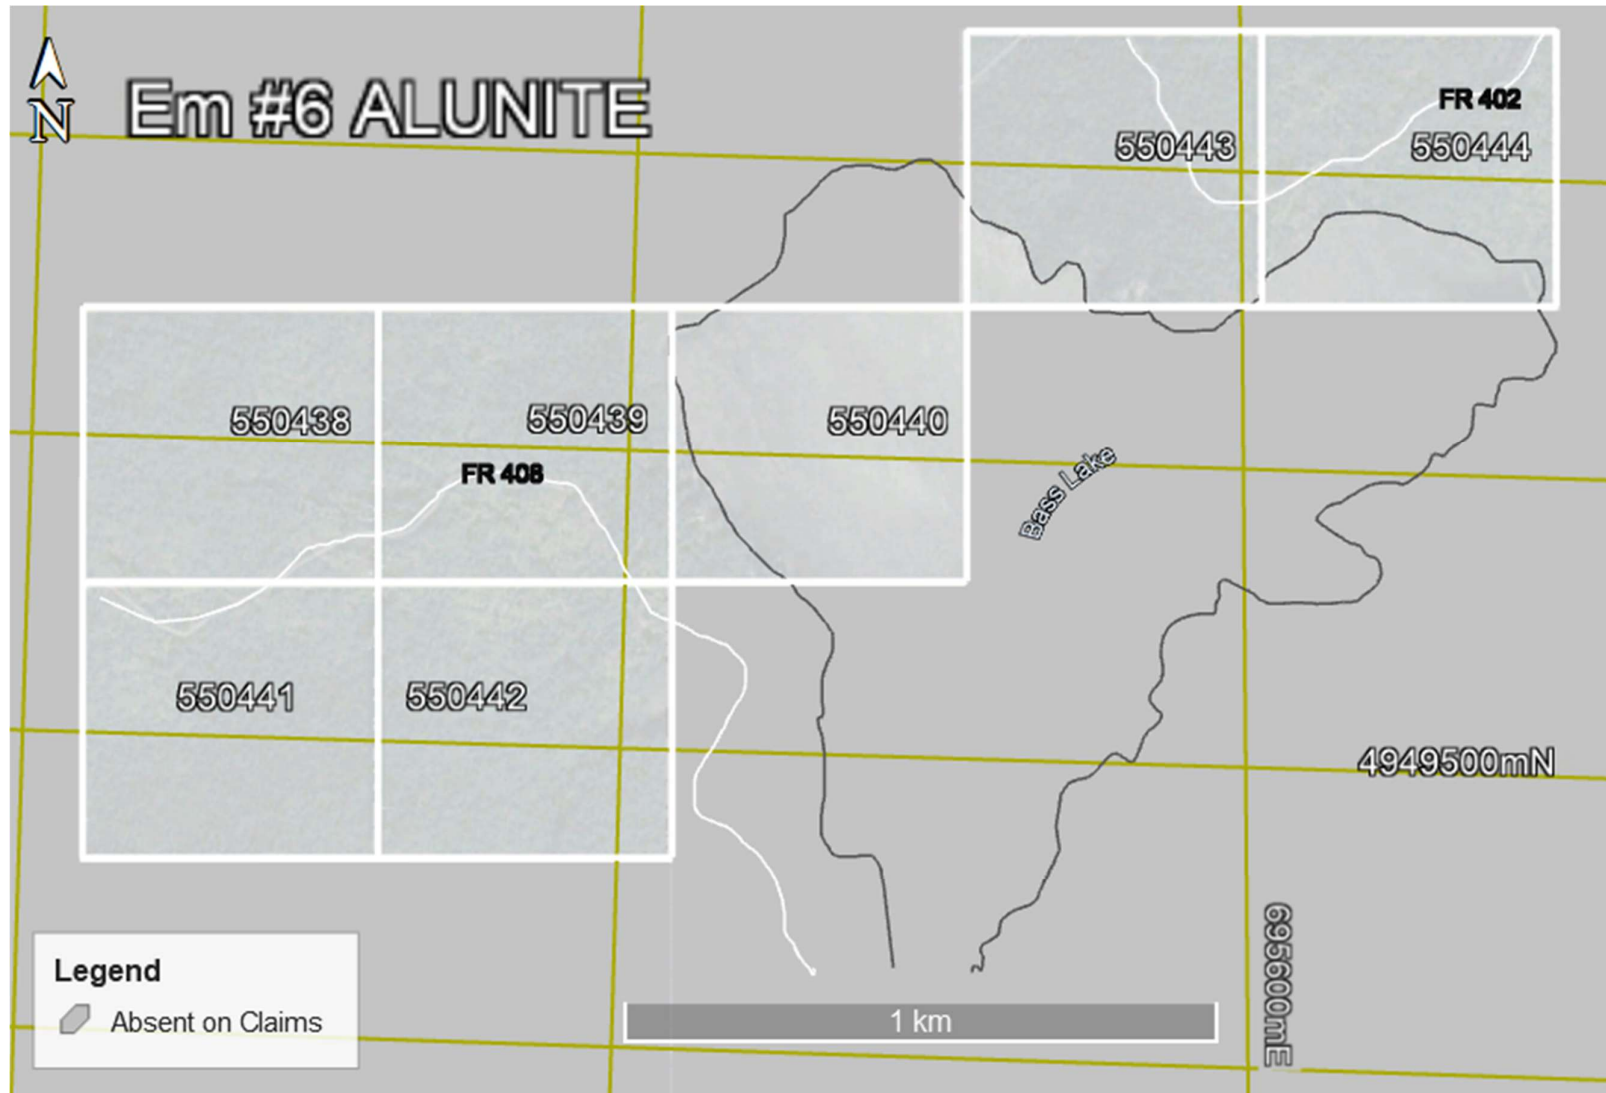 N
Em #6 ALUNITE
FR 402
550443
550444
550438
550439
550440
FR 408
Bass Lake
550441
550442
4949500mN
695600mE
Legend
Absent on Claims
1 km